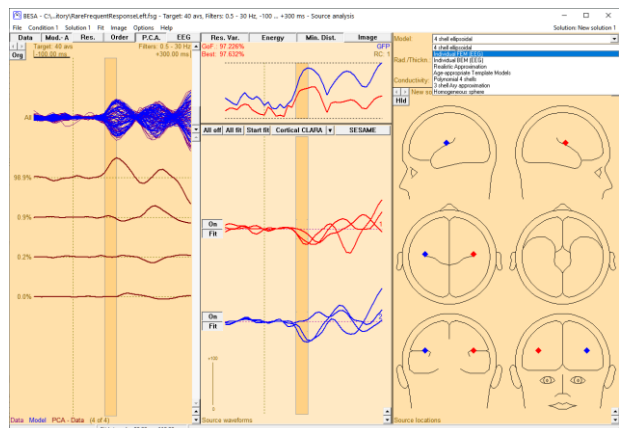 BESA - C:\...\tory\RareFrequentResponseLeft.fsg - Target: 40 avs, Filters: 0.5 - 30 Hz, -100 ... +300 ms - Source analysis
File Condition 1 Solution 1 Fit Image Options Help
Solution: New solution 1
Data Mod.- A Res. Order P.C.A. EEG
Res. Var. Energy Min. Dist. Image
Model: 4 shell ellipsoidal
Org
Target: 40 avs
-100.00 ms
Filters: 0.5 - 30 Hz
+300.00 ms
GoF.: 97.226%
Best: 97.632%
GFP
RC: 1
4 shell ellipsoidal
Individual FEM (EEG)
Individual BEM (EEG)
Realistic Approximation
Age-appropriate Template Models
Polynomial 4 shells
3 shell Ary approximation
Homogeneous sphere
Rad./Thickn.
Conductivity:
Hld
All
All off All fit Start fit Cortical CLARA SESAME
98.9%
0.9%
0.2%
0.0%
On
Fit
1
On
Fit
+100
0
Data Model PCA - Data (4 of 4)
Source waveforms
Source locations